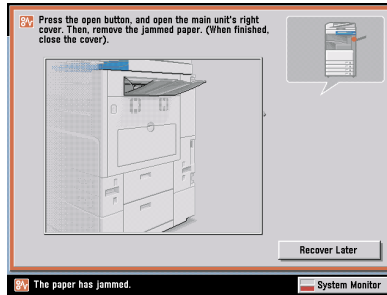 Press the open button, and open the main unit's right
cover. Then, remove the jammed paper. (When finished,
close the cover).
Recover Later
The paper has jammed.
System Monitor